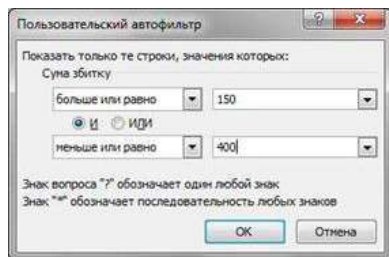 Пользовательский автофильтр
Показать только те строки, значения которых:
Сума збитку
больше или равно 150
И ИЛИ
меньше или равно 400
Знак вопроса "?" обозначает один любой знак
Знак "*" обозначает последовательность любых знаков
OK Отмена